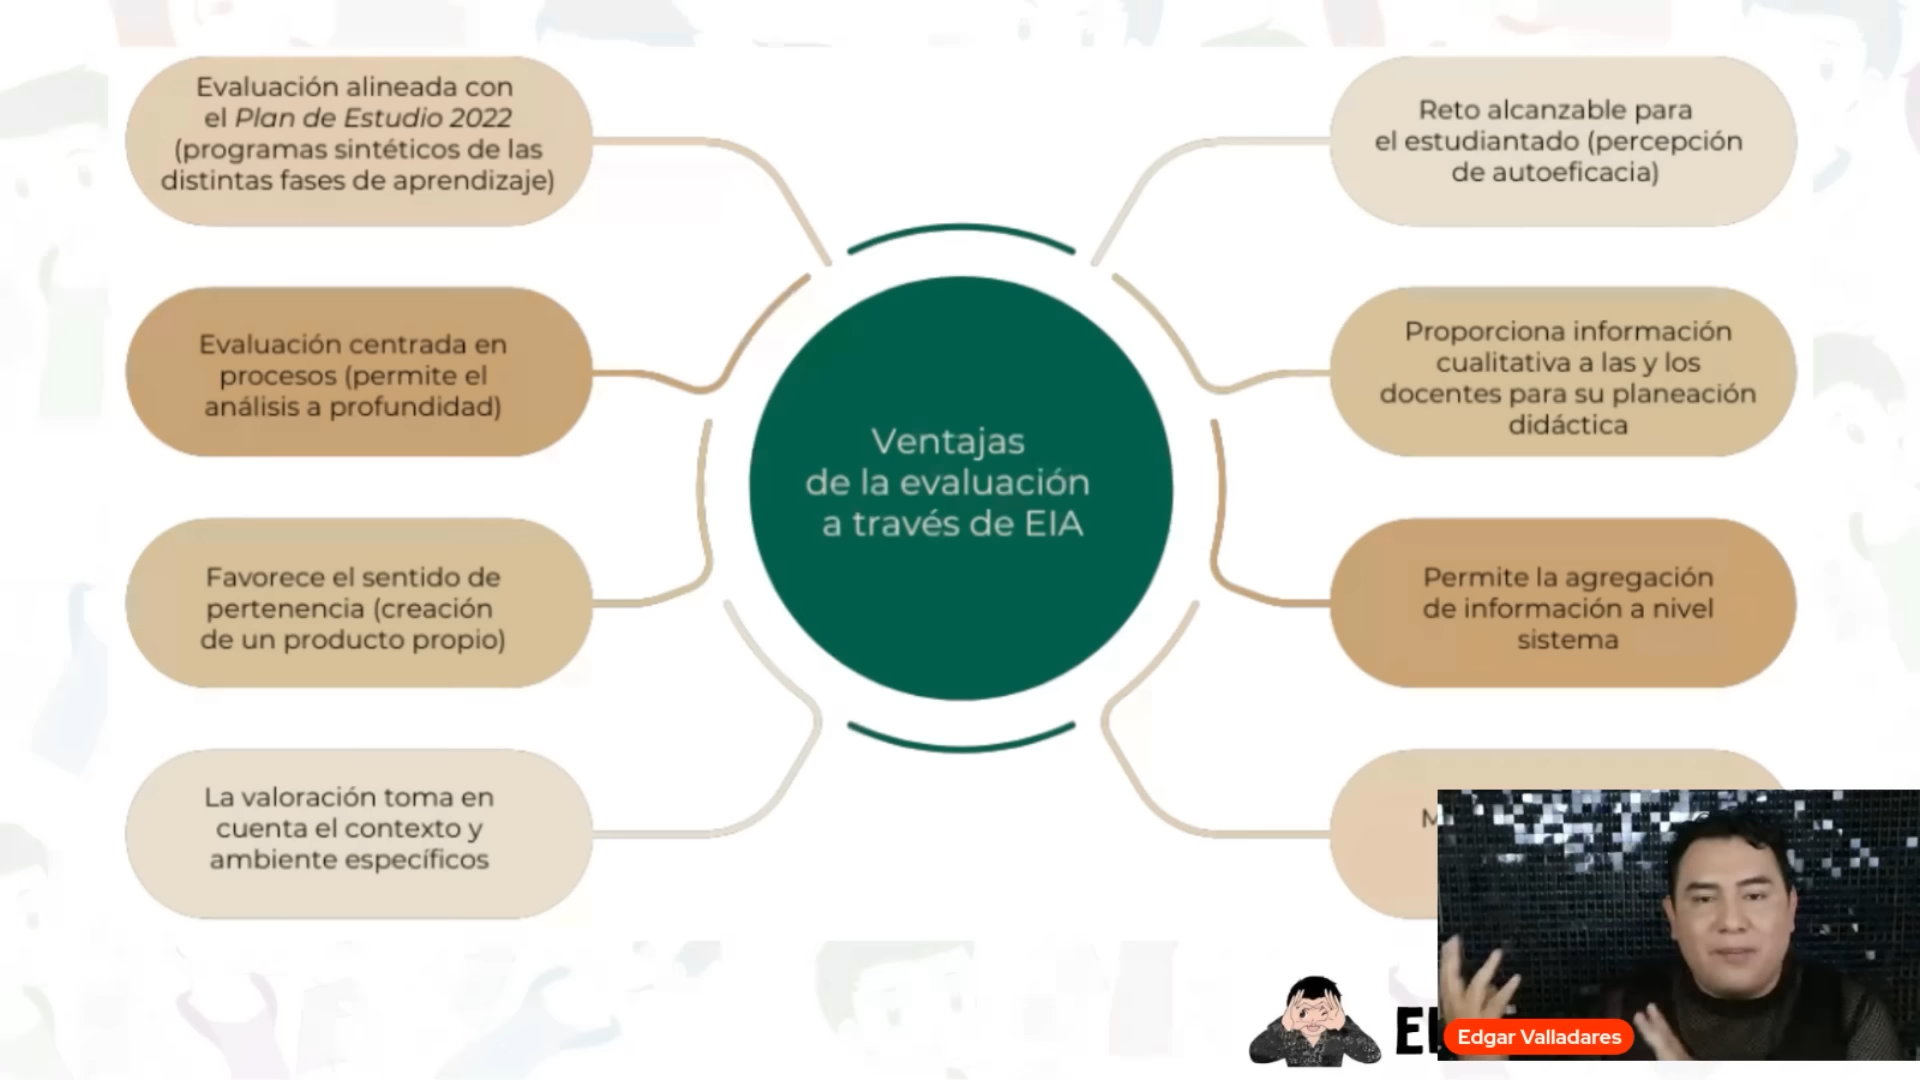 Evaluación alineada con
el Plan de Estudio 2022
(programas sintéticos de las
distintas fases de aprendizaje)
Evaluación centrada en
procesos (permite el
análisis a profundidad)
Favorece el sentido de
pertenencia (creación
de un producto propio)
La valoración toma en
cuenta el contexto y
ambiente específicos
Ventajas
de la evaluación
a través de EIA
Reto alcanzable para
el estudiantado (percepción
de autoeficacia)
Proporciona información
cualitativa a las y los
docentes para su planeación
didáctica
Permite la agregación
de información a nivel
sistema
Edgar Valladares